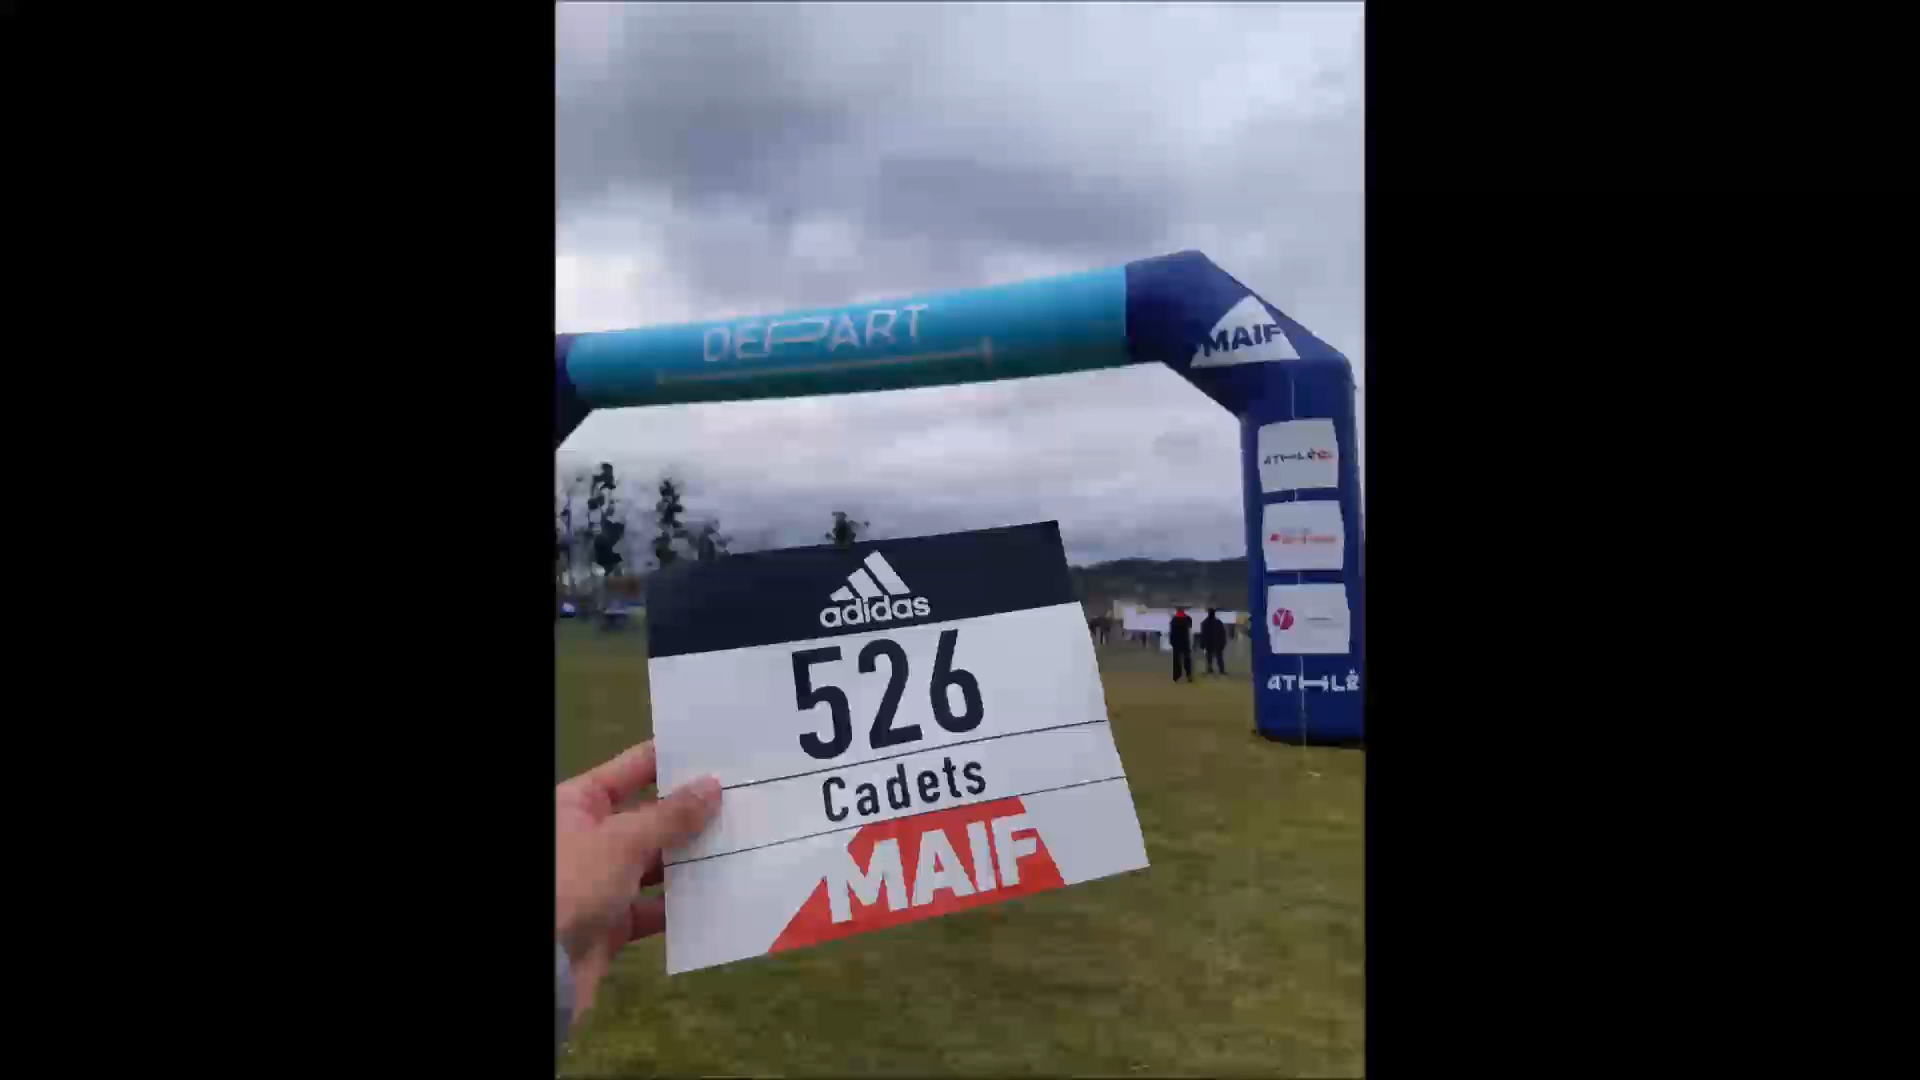 DEPART
MAIF
ATHLÉ
adidas
526
Cadets
MAIF
ATHLÉ